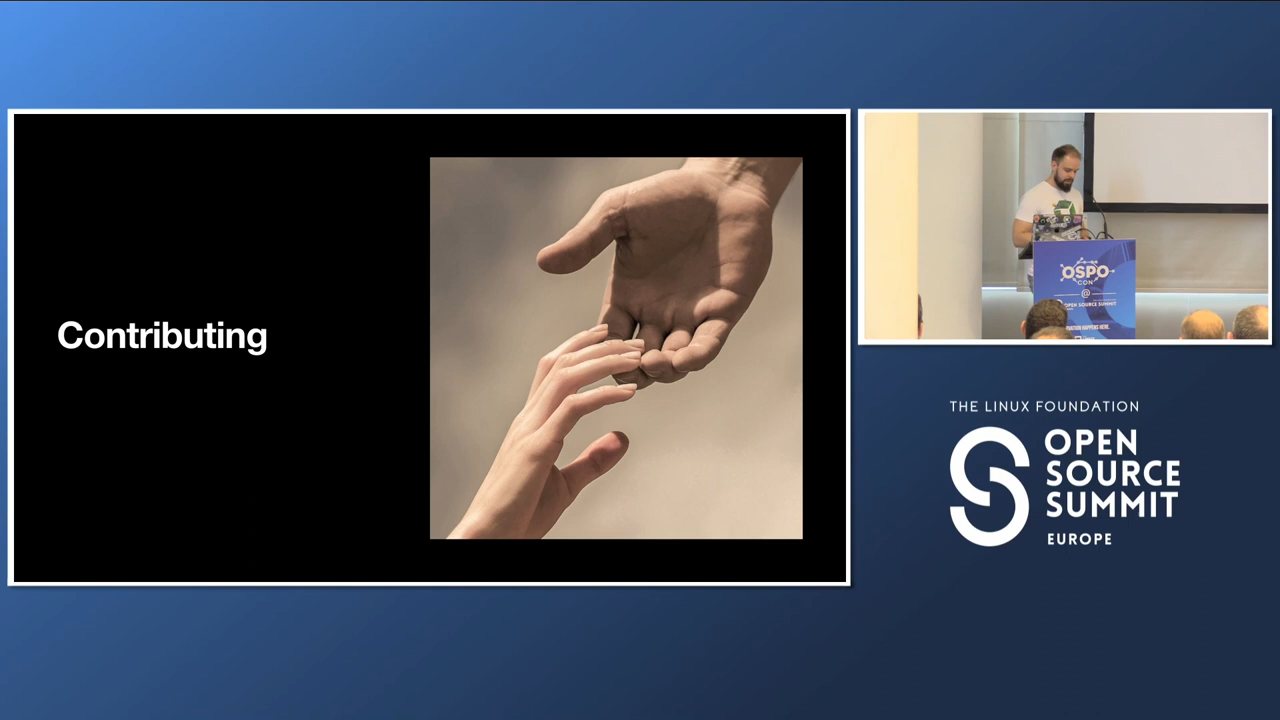 Contributing
OSPO
CON
@
OPEN SOURCE SUMMIT
THE LINUX FOUNDATION
OPEN
SOURCE
SUMMIT
EUROPE